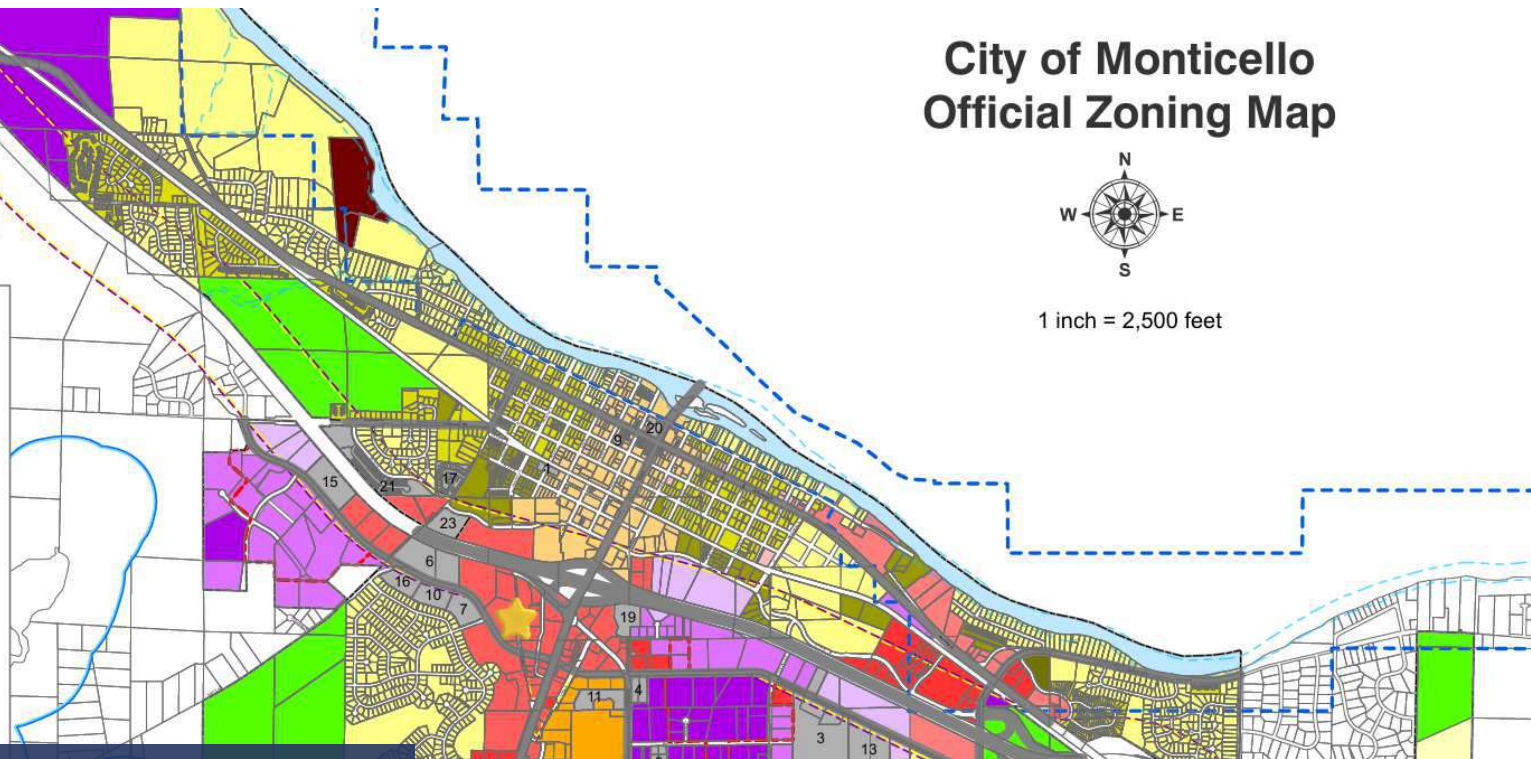 City of Monticello
Official Zoning Map
N
W E
S
1 inch = 2,500 feet
20
9
1
17
15
21
23
6
16
10
7
19
11
4
3
13